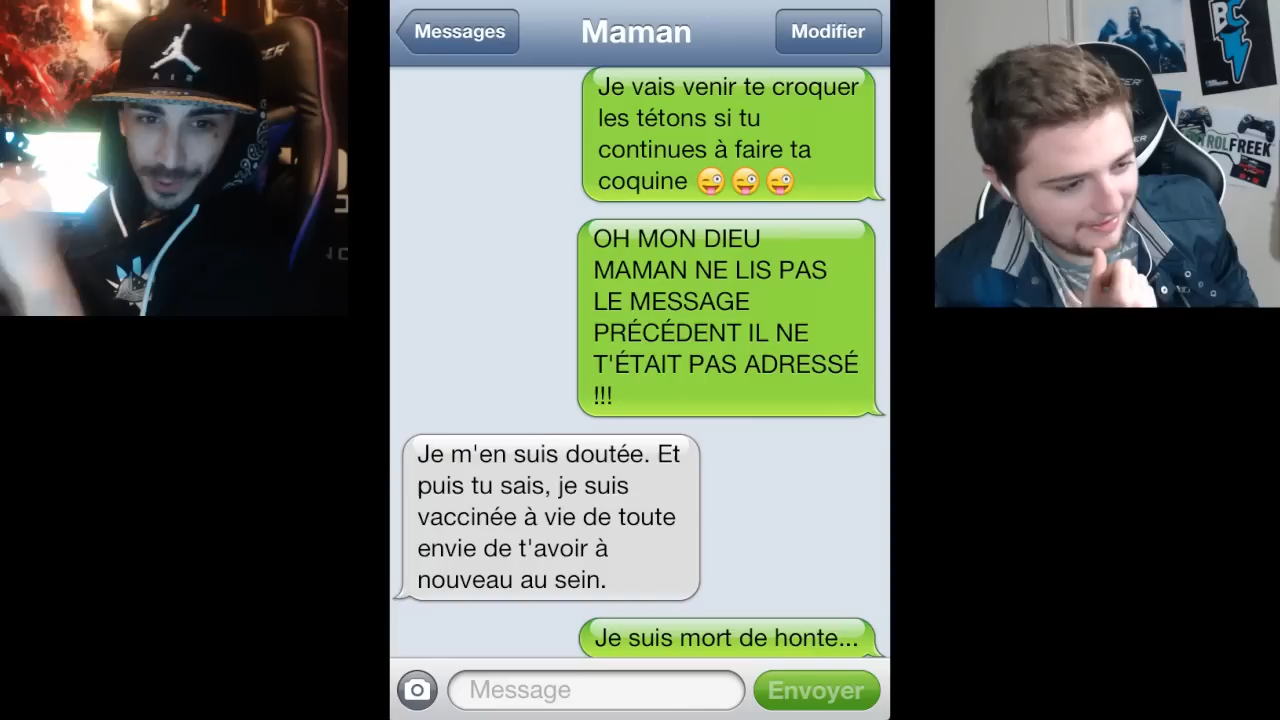 Messages
Maman
Modifier
Je vais venir te croquer
les tétons si tu
continues à faire ta
coquine 😜😜😜
OH MON DIEU
MAMAN NE LIS PAS
LE MESSAGE
PRÉCÉDENT IL NE
T'ÉTAIT PAS ADRESSÉ
!!!
Je m'en suis doutée. Et
puis tu sais, je suis
vaccinée à vie de toute
envie de t'avoir à
nouveau au sein.
Je suis mort de honte...
Message
Envoyer
AIR
BC
ROLFREEK